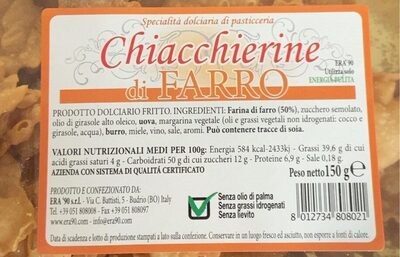 Specialità dolciaria di pasticceria
Chiacchierine
di FARRO
ERA '90
Utilizza solo
ENERGIA PULITA
PRODOTTO DOLCIARIO FRITTO. INGREDIENTI: Farina di farro (50%), zucchero semolato,
olio di girasole alto oleico, uova, margarina vegetale (oli e grassi vegetali non idrogenati: cocco e
girasole, acqua), burro, miele, vino, sale, aromi. Può contenere tracce di soia.
VALORI NUTRIZIONALI MEDI PER 100g: Energia 584 kcal-2433kj - Grassi 39,6 g di cui
acidi grassi saturi 4 g - Carboidrati 50 g di cui zuccheri 12 g - Proteine 6,9 g - Sale 0,18 g.
AZIENDA CON SISTEMA DI QUALITÀ CERTIFICATO
Peso netto 150 g e
PRODOTTO E CONFEZIONATO DA:
ERA '90 s.r.l. - Via C. Battisti, 5 - Budrio (BO) Italy
Tel. +39 051 808008 - Fax +39 051 808097
www.era90.com - info@era90.com
Senza olio di palma
Senza grassi idrogenati
Senza lievito
8 012734 808021
Data di scadenza e lotto di produzione stampati a lato sulla confezione. Conservare in un luogo fresco ed asciutto, non esporre a fonti di calore.